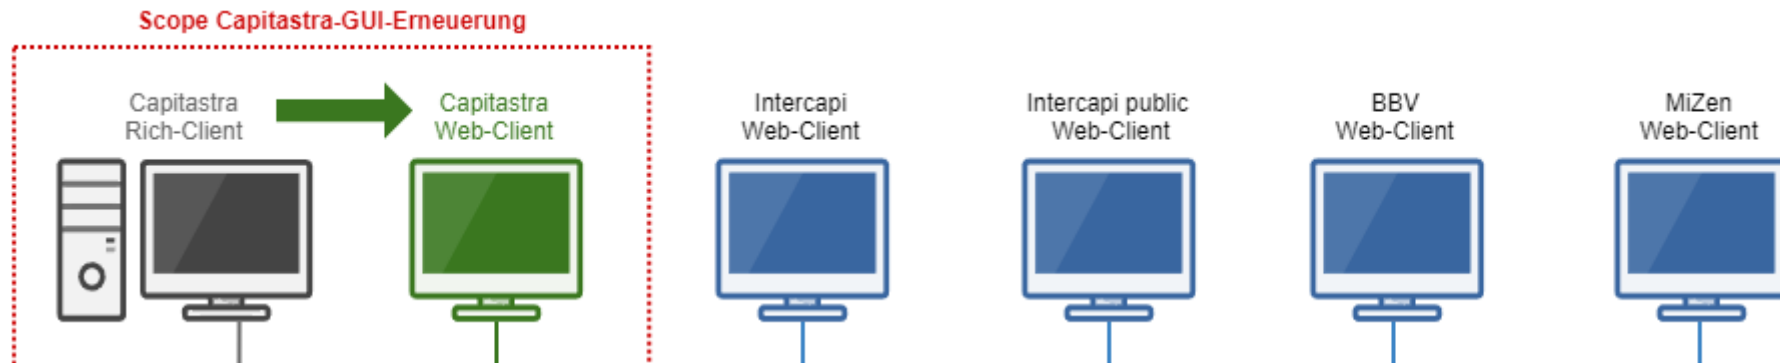 Scope Capitastra-GUI-Erneuerung
Capitastra
Rich-Client
Capitastra
Web-Client
Intercapi
Web-Client
Intercapi public
Web-Client
BBV
Web-Client
MiZen
Web-Client